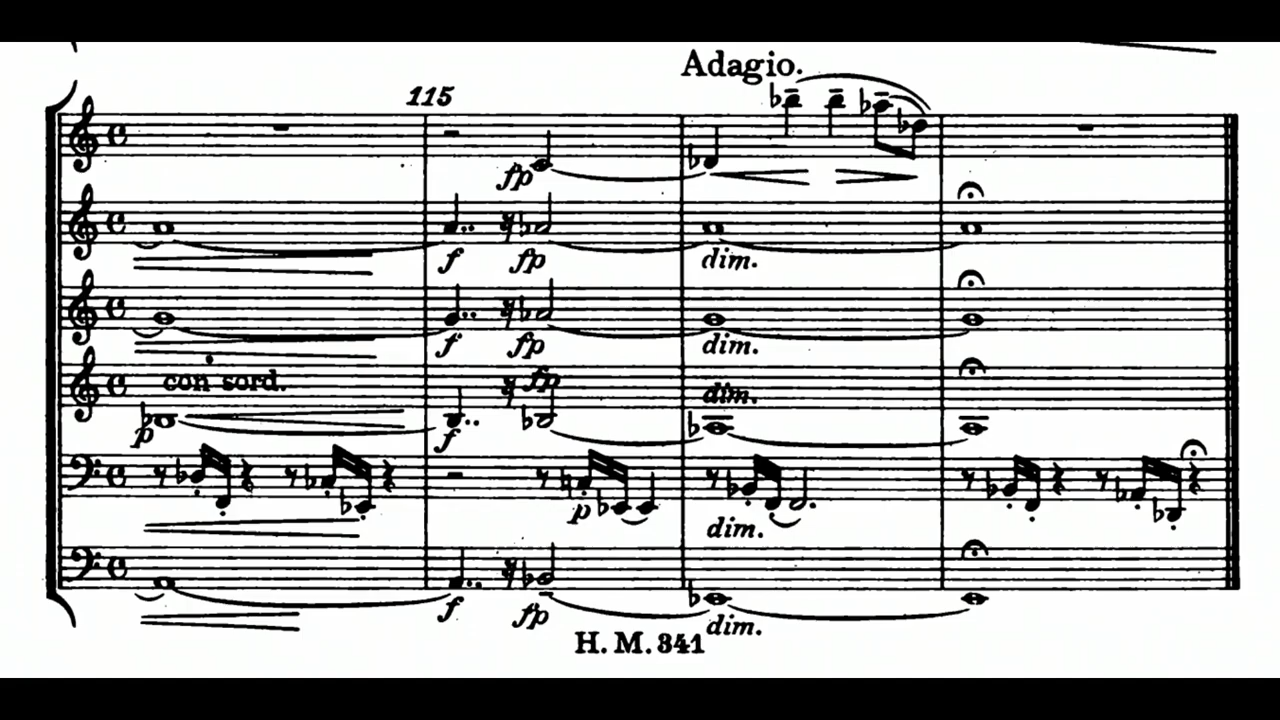 Adagio.
115
fp
f fp dim.
f fp dim.
con sord. fp dim.
p f
p
dim.
f fp dim.
H. M. 341